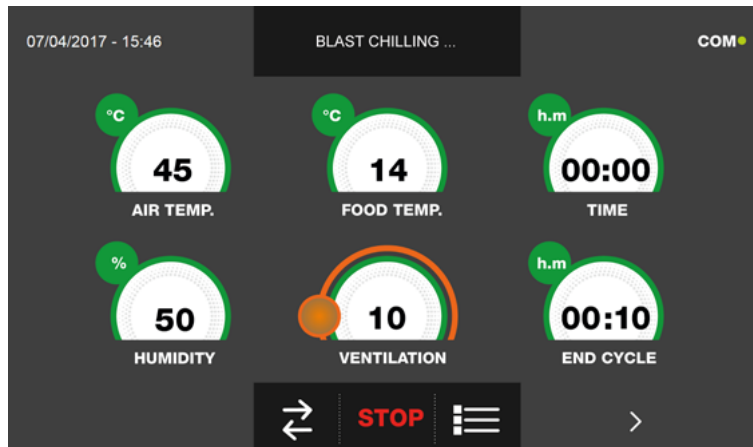 07/04/2017 - 15:46
BLAST CHILLING ...
COM
°C
45
AIR TEMP.
°C
14
FOOD TEMP.
h.m
00:00
TIME
%
50
HUMIDITY
10
VENTILATION
h.m
00:10
END CYCLE
STOP